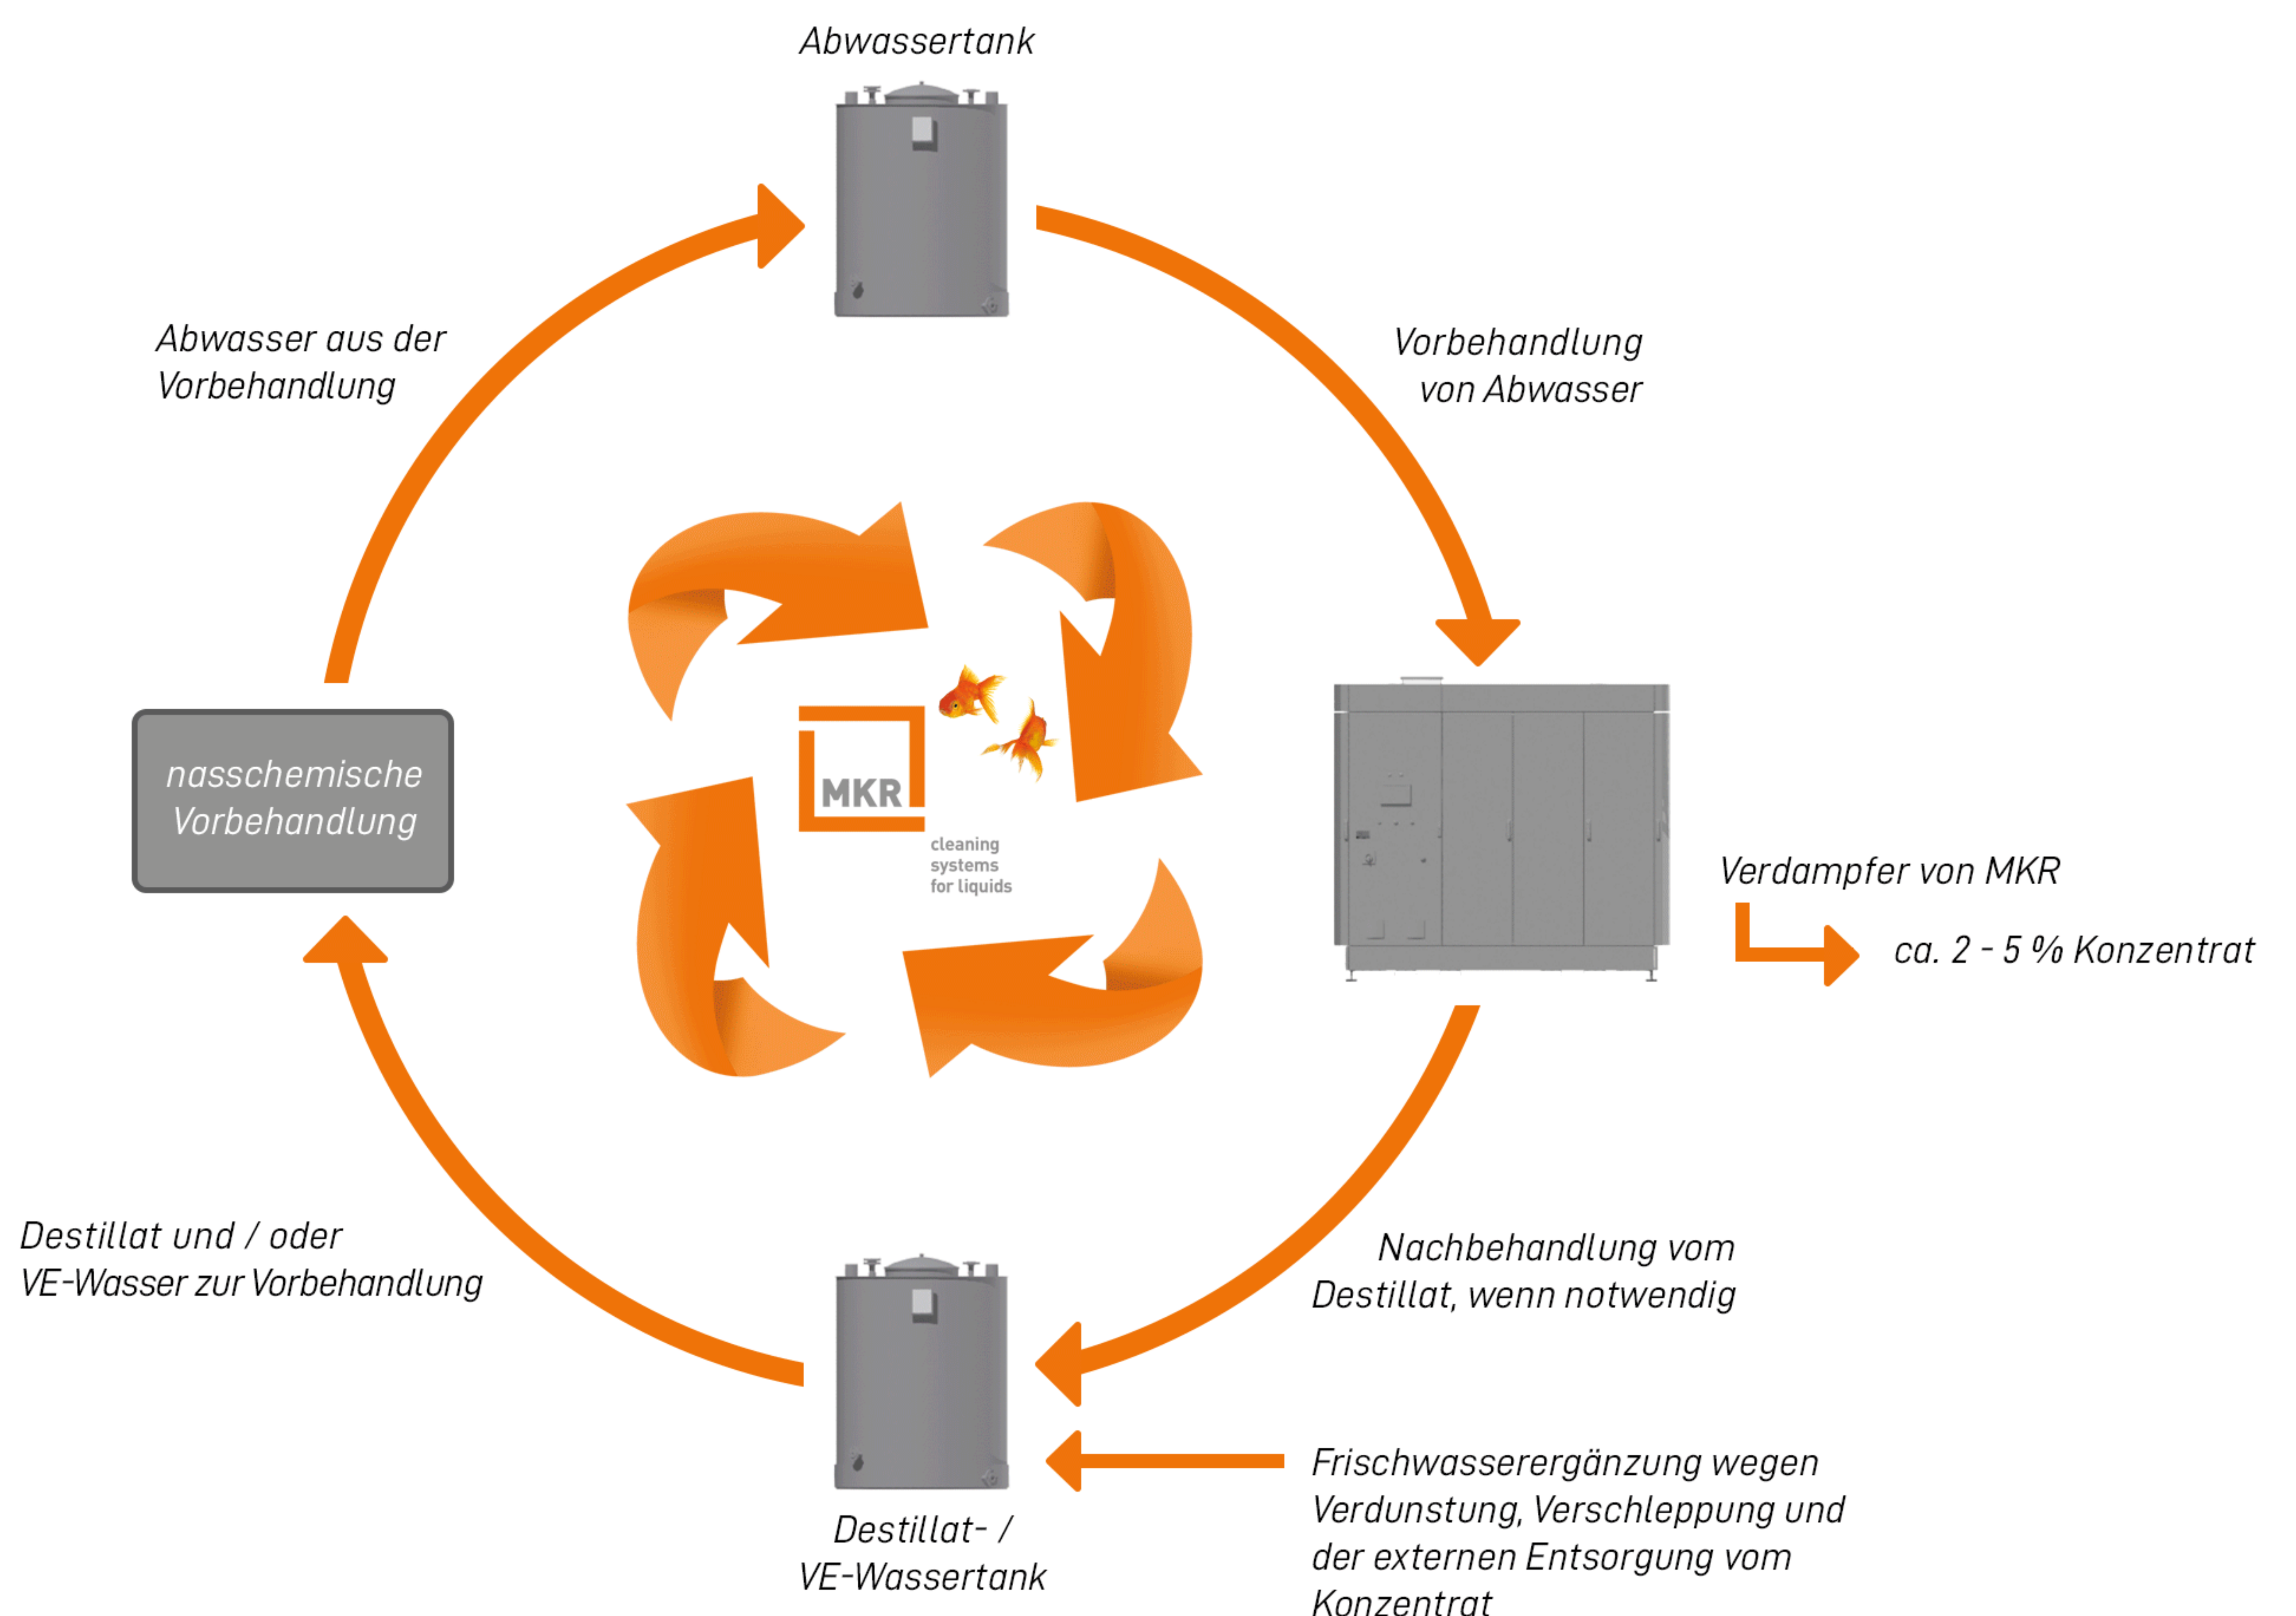 Abwassertank
Abwasser aus der
Vorbehandlung
Vorbehandlung
von Abwasser
nasschemische
Vorbehandlung
MKR
cleaning
systems
for liquids
Verdampfer von MKR
ca. 2 - 5 % Konzentrat
Destillat und / oder
VE-Wasser zur Vorbehandlung
Nachbehandlung vom
Destillat, wenn notwendig
Destillat- /
VE-Wassertank
Frischwasserergänzung wegen
Verdunstung, Verschleppung und
der externen Entsorgung vom
Konzentrat